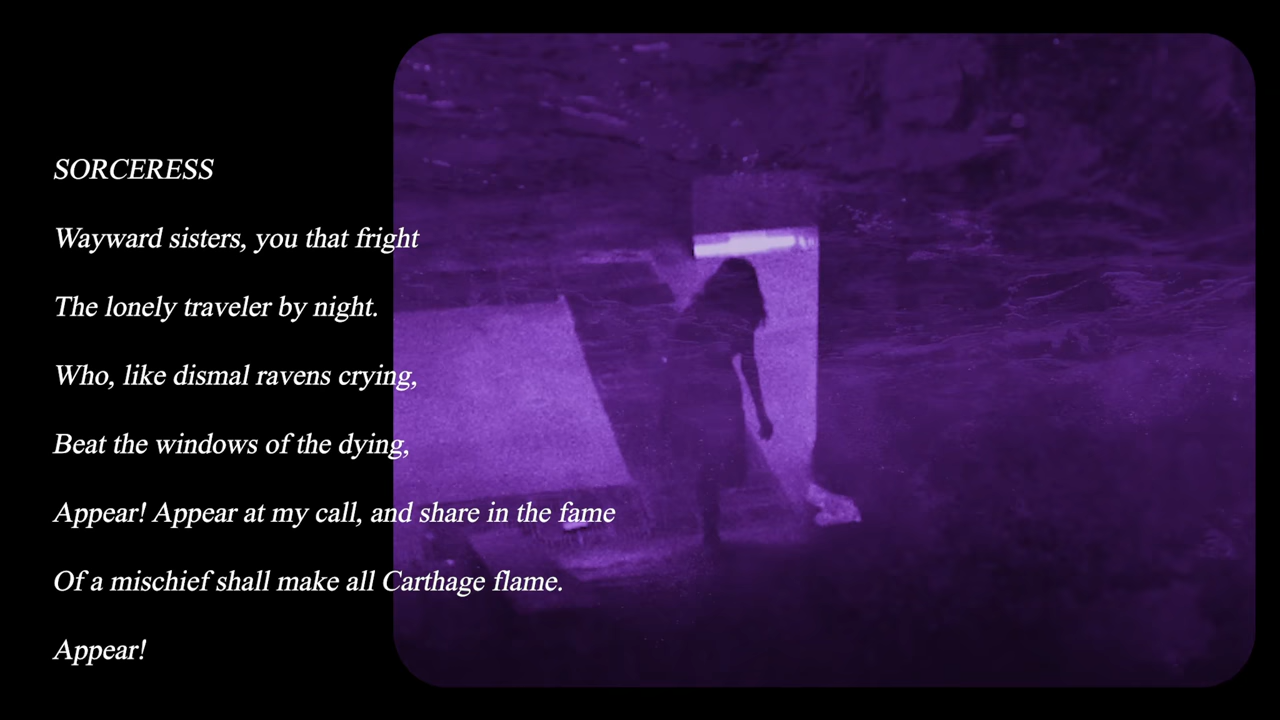 SORCERESS
Wayward sisters, you that fright
The lonely traveler by night.
Who, like dismal ravens crying,
Beat the windows of the dying,
Appear! Appear at my call, and share in the fame
Of a mischief shall make all Carthage flame.
Appear!